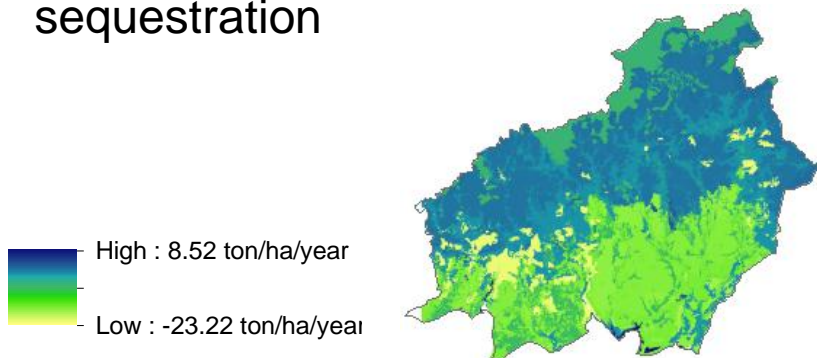 sequestration
High : 8.52 ton/ha/year
Low : -23.22 ton/ha/year